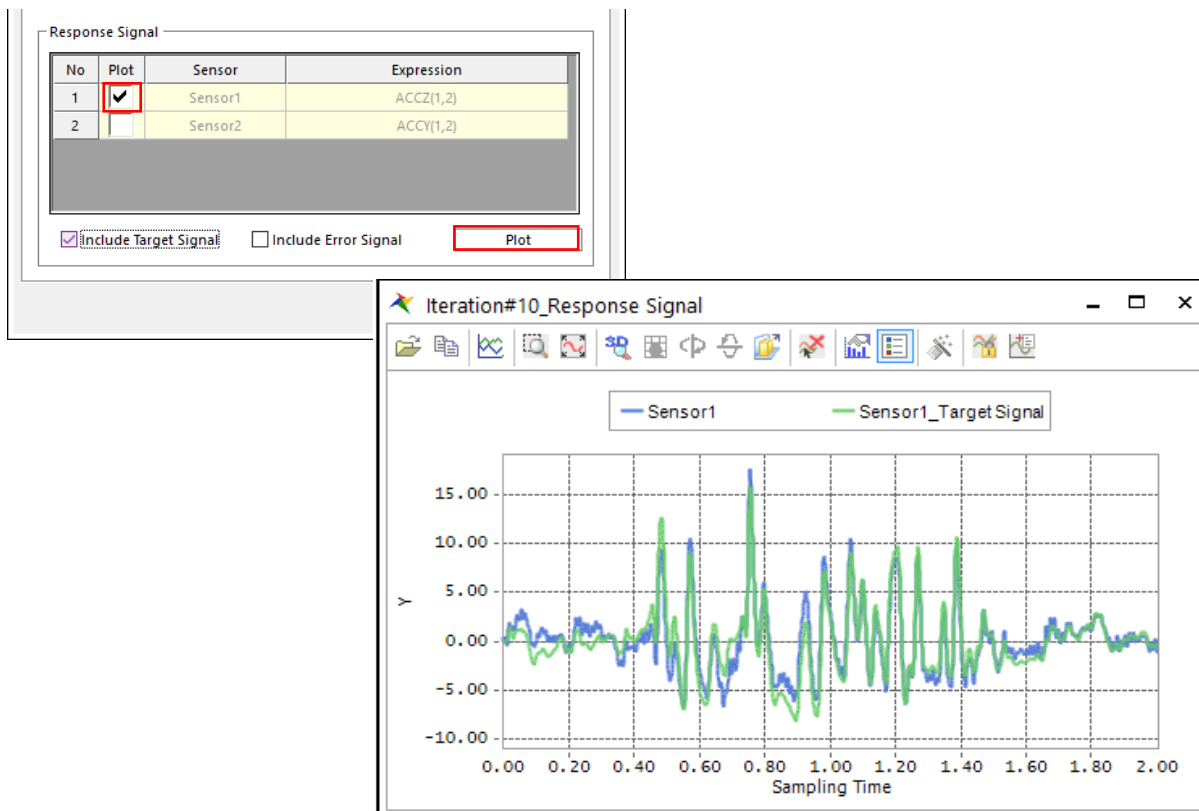 Response Signal
No Plot Sensor Expression
1 Sensor1 ACCZ(1,2)
2 Sensor2 ACCY(1,2)
Include Target Signal Include Error Signal Plot
Iteration#10_Response Signal
3D
Sensor1 Sensor1_Target Signal
15.00
10.00
5.00
0.00
-5.00
-10.00
Y
0.00 0.20 0.40 0.60 0.80 1.00 1.20 1.40 1.60 1.80 2.00
Sampling Time